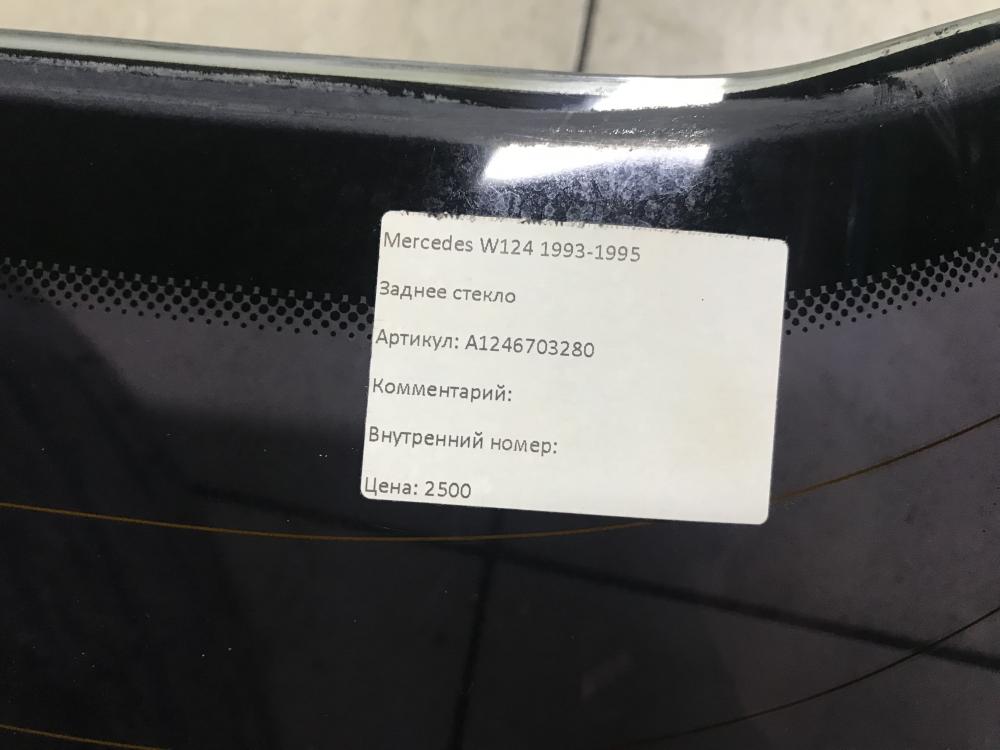 Mercedes W124 1993-1995
Заднее стекло
Артикул: A1246703280
Комментарий:
Внутренний номер:
Цена: 2500